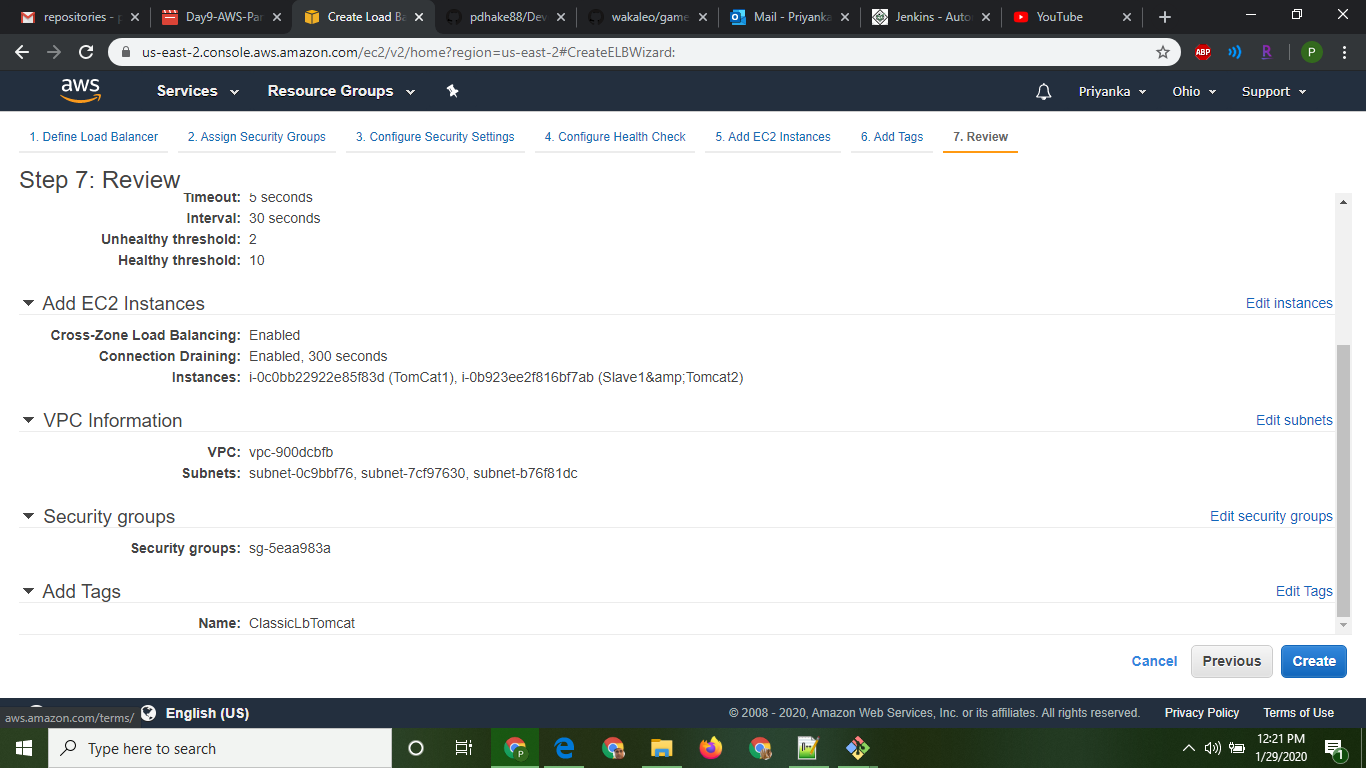 repositories - p
Day9-AWS-Par
Create Load Ba
pdhake88/Dev
wakaleo/game
Mail - Priyanka
Jenkins - Auto
YouTube
us-east-2.console.aws.amazon.com/ec2/v2/home?region=us-east-2#CreateELBWizard:
ABP
R
P
aws
Services
Resource Groups
Priyanka
Ohio
Support
1. Define Load Balancer
2. Assign Security Groups
3. Configure Security Settings
4. Configure Health Check
5. Add EC2 Instances
6. Add Tags
7. Review
Step 7: Review
Timeout: 5 seconds
Interval: 30 seconds
Unhealthy threshold: 2
Healthy threshold: 10
Add EC2 Instances
Edit instances
Cross-Zone Load Balancing: Enabled
Connection Draining: Enabled, 300 seconds
Instances: i-0c0bb22922e85f83d (TomCat1), i-0b923ee2f816bf7ab (Slave1&amp;Tomcat2)
VPC Information
Edit subnets
VPC: vpc-900dcbfb
Subnets: subnet-0c9bbf76, subnet-7cf97630, subnet-b76f81dc
Security groups
Edit security groups
Security groups: sg-5eaa983a
Add Tags
Edit Tags
Name: ClassicLbTomcat
Cancel
Previous
Create
aws.amazon.com/terms/
English (US)
© 2008 - 2020, Amazon Web Services, Inc. or its affiliates. All rights reserved.
Privacy Policy
Terms of Use
Type here to search
P
12:21 PM
1/29/2020
1